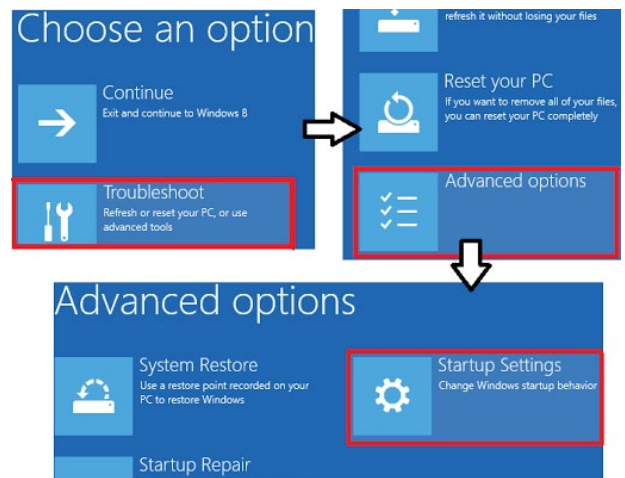 Choose an option
Continue
Exit and continue to Windows 8
Troubleshoot
Refresh or reset your PC, or use
advanced tools
refresh it without losing your files
Reset your PC
If you want to remove all of your files,
you can reset your PC completely
Advanced options
Advanced options
System Restore
Use a restore point recorded on your
PC to restore Windows
Startup Settings
Change Windows startup behavior
Startup Repair